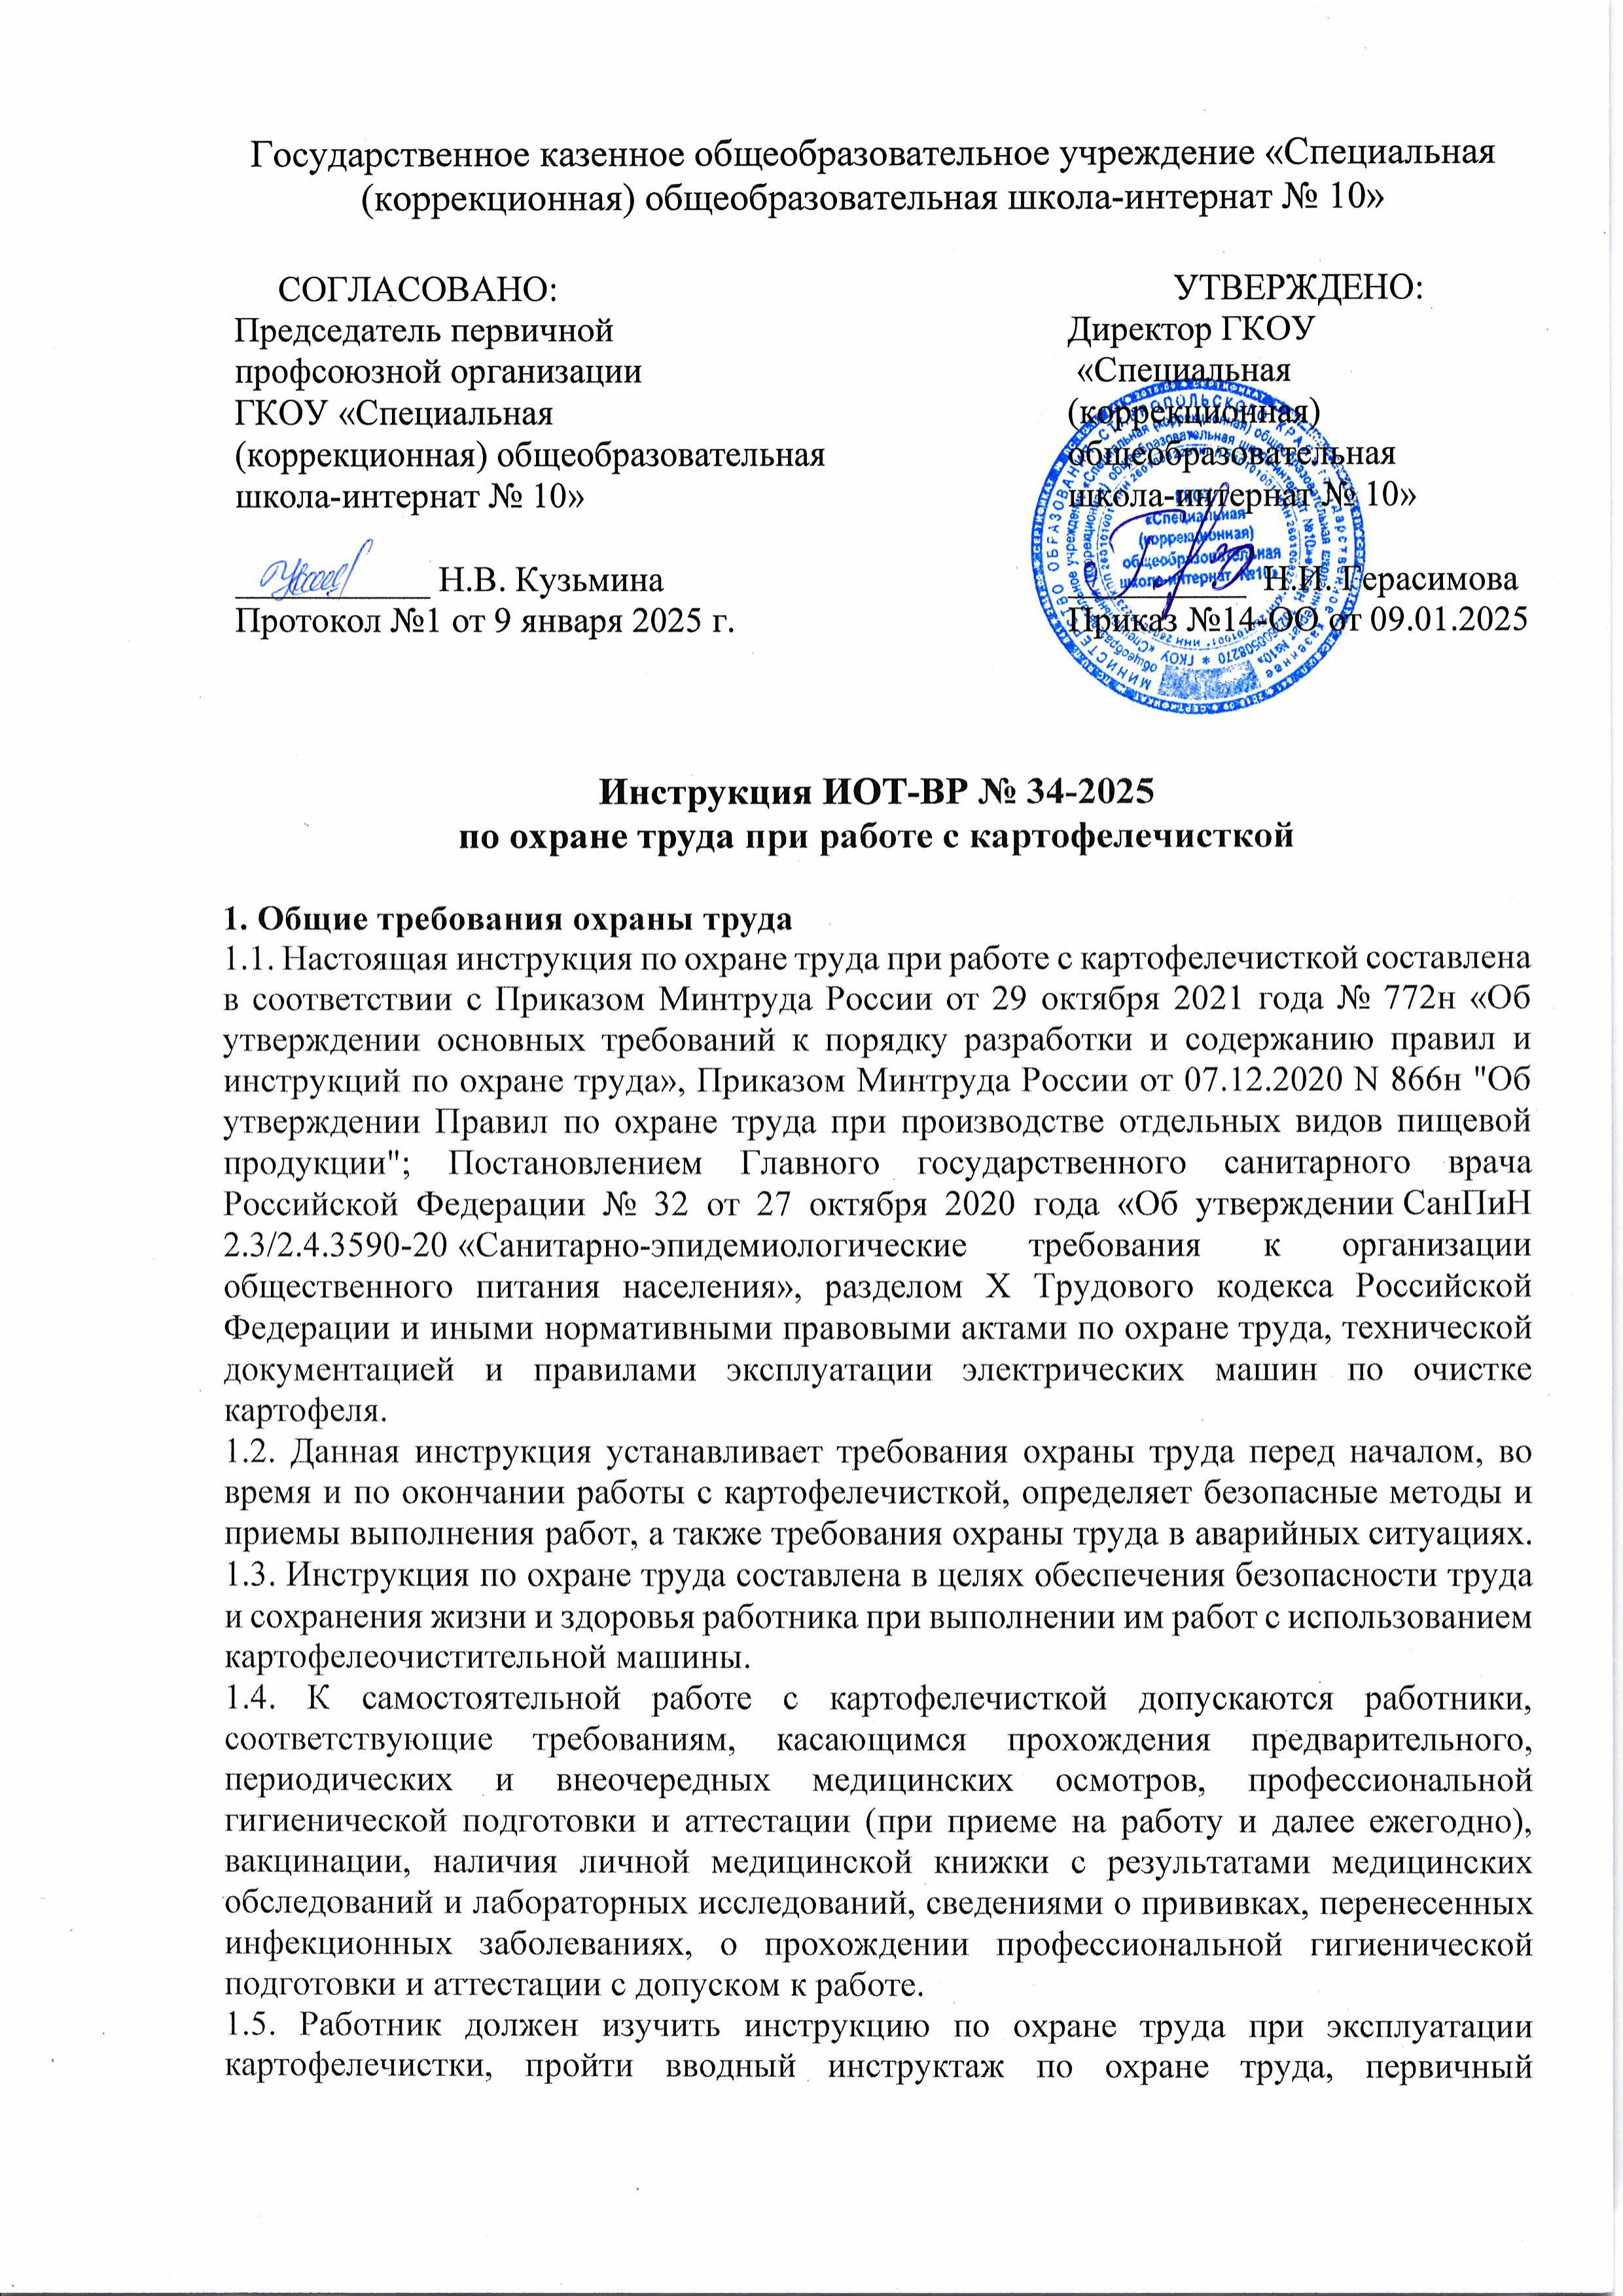 Государственное казенное общеобразовательное учреждение «Специальная
(коррекционная) общеобразовательная школа-интернат № 10»
СОГЛАСОВАНО:
Председатель первичной
профсоюзной организации
ГКОУ «Специальная
(коррекционная) общеобразовательная
школа-интернат № 10»
Н.В. Кузьмина
Протокол №1 от 9 января 2025 г.
УТВЕРЖДЕНО:
Директор ГКОУ
«Специальная
(коррекционная)
общеобразовательная
школа-интернат № 10»
Н.И. Герасимова
Приказ №14-ОО от 09.01.2025
«Специальная
(коррекционная)
общеобразовательная
школа-интернат №10»
Инструкция ИОТ-ВР № 34-2025
по охране труда при работе с картофелечисткой
1. Общие требования охраны труда
1.1. Настоящая инструкция по охране труда при работе с картофелечисткой составлена
в соответствии с Приказом Минтруда России от 29 октября 2021 года № 772н «Об
утверждении основных требований к порядку разработки и содержанию правил и
инструкций по охране труда», Приказом Минтруда России от 07.12.2020 N 866н "Об
утверждении Правил по охране труда при производстве отдельных видов пищевой
продукции"; Постановлением Главного государственного санитарного врача
Российской Федерации № 32 от 27 октября 2020 года «Об утверждении СанПиН
2.3/2.4.3590-20 «Санитарно-эпидемиологические требования к организации
общественного питания населения», разделом X Трудового кодекса Российской
Федерации и иными нормативными правовыми актами по охране труда, технической
документацией и правилами эксплуатации электрических машин по очистке
картофеля.
1.2. Данная инструкция устанавливает требования охраны труда перед началом, во
время и по окончании работы с картофелечисткой, определяет безопасные методы и
приемы выполнения работ, а также требования охраны труда в аварийных ситуациях.
1.3. Инструкция по охране труда составлена в целях обеспечения безопасности труда
и сохранения жизни и здоровья работника при выполнении им работ с использованием
картофелеочистительной машины.
1.4. К самостоятельной работе с картофелечисткой допускаются работники,
соответствующие требованиям, касающимся прохождения предварительного,
периодических и внеочередных медицинских осмотров, профессиональной
гигиенической подготовки и аттестации (при приеме на работу и далее ежегодно),
вакцинации, наличия личной медицинской книжки с результатами медицинских
обследований и лабораторных исследований, сведениями о прививках, перенесенных
инфекционных заболеваниях, о прохождении профессиональной гигиенической
подготовки и аттестации с допуском к работе.
1.5. Работник должен изучить инструкцию по охране труда при эксплуатации
картофелечистки, пройти вводный инструктаж по охране труда, первичный